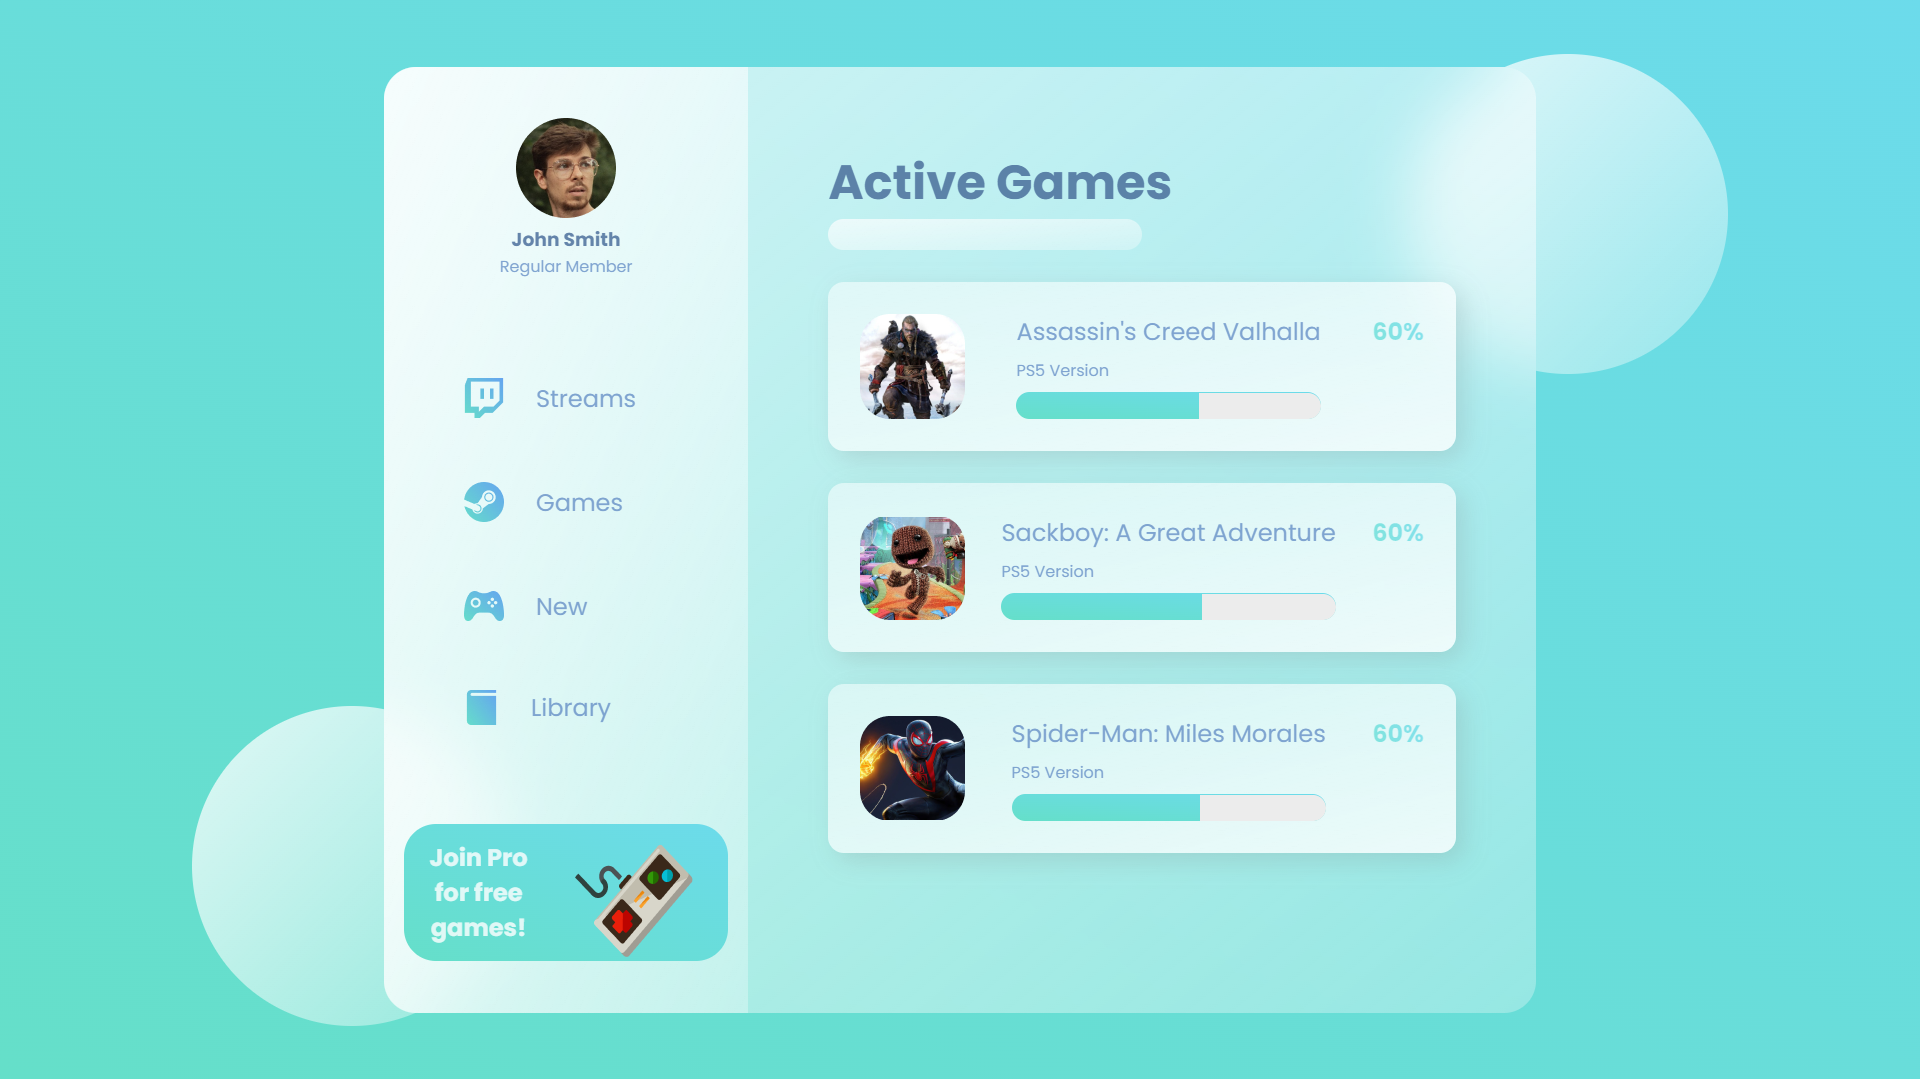 John Smith
Regular Member
Streams
Games
New
Library
Join Pro
for free
games!
Active Games
Assassin's Creed Valhalla
60%
PS5 Version
Sackboy: A Great Adventure
60%
PS5 Version
Spider-Man: Miles Morales
60%
PS5 Version